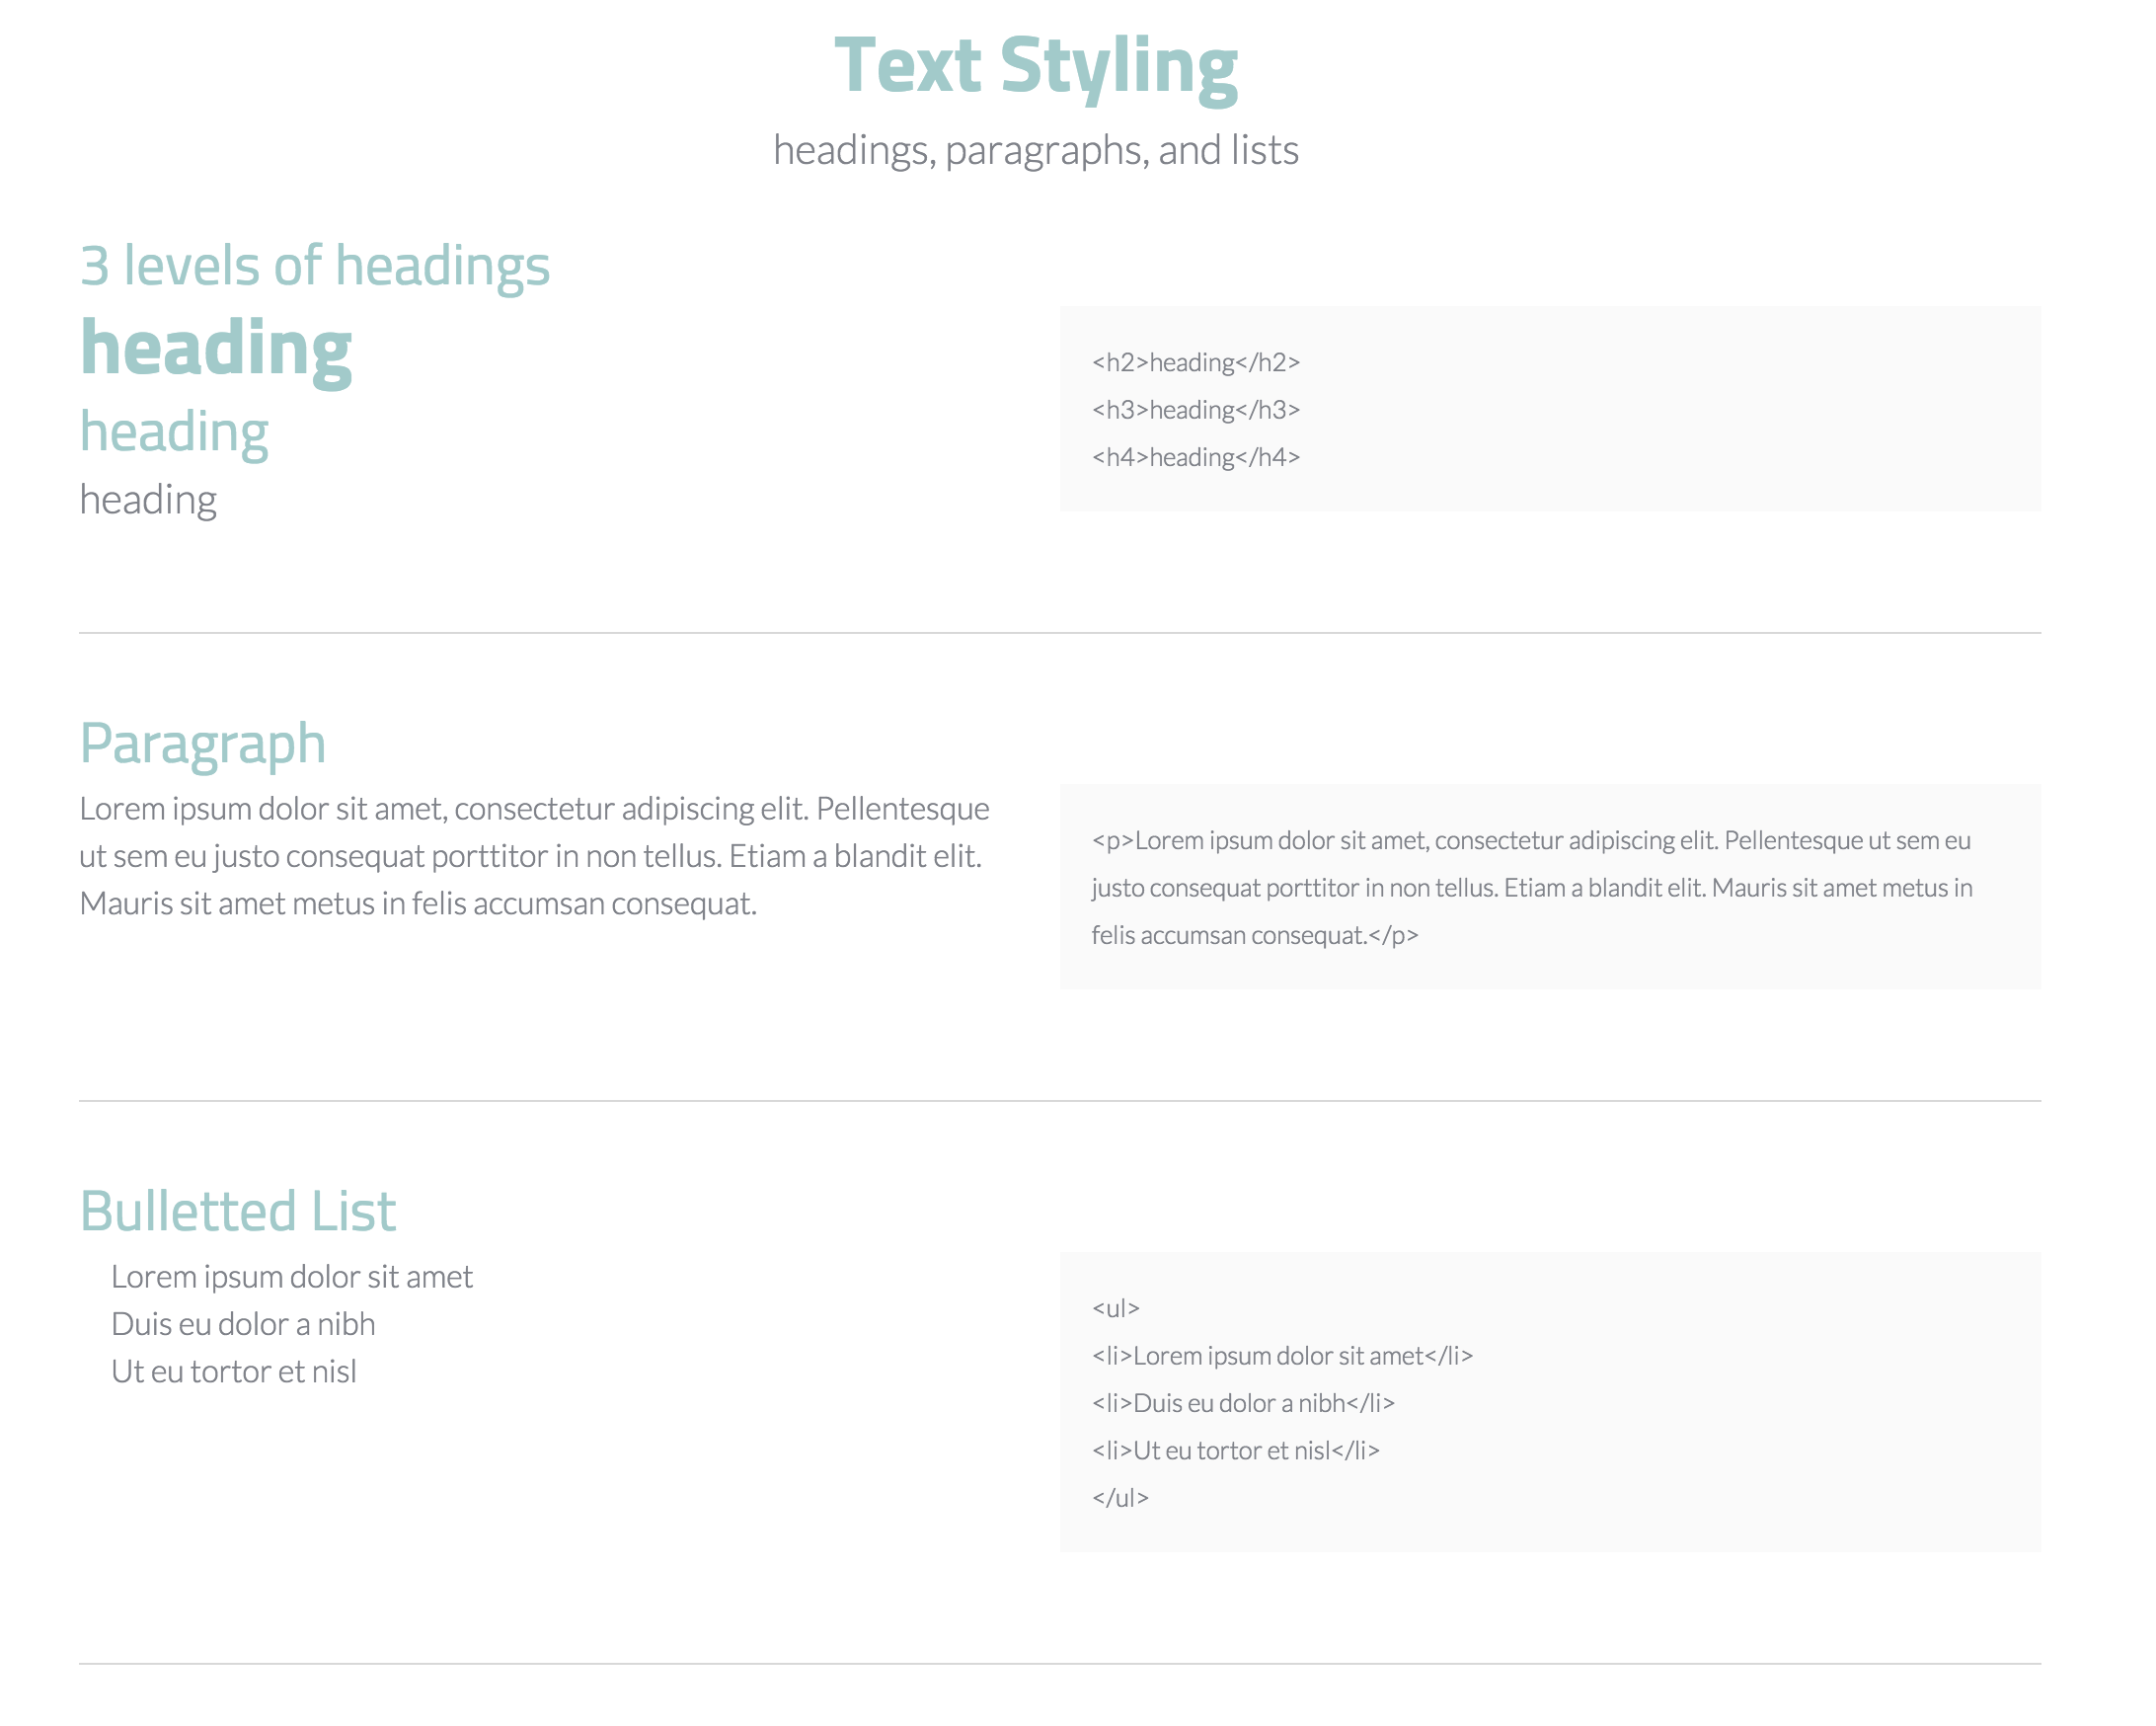 Text Styling
headings, paragraphs, and lists
3 levels of headings
heading
heading
heading
<h2>heading</h2>
<h3>heading</h3>
<h4>heading</h4>
Paragraph
Lorem ipsum dolor sit amet, consectetur adipiscing elit. Pellentesque
ut sem eu justo consequat porttitor in non tellus. Etiam a blandit elit.
Mauris sit amet metus in felis accumsan consequat.
<p>Lorem ipsum dolor sit amet, consectetur adipiscing elit. Pellentesque ut sem eu
justo consequat porttitor in non tellus. Etiam a blandit elit. Mauris sit amet metus in
felis accumsan consequat.</p>
Bulletted List
Lorem ipsum dolor sit amet
Duis eu dolor a nibh
Ut eu tortor et nisl
<ul>
<li>Lorem ipsum dolor sit amet</li>
<li>Duis eu dolor a nibh</li>
<li>Ut eu tortor et nisl</li>
</ul>